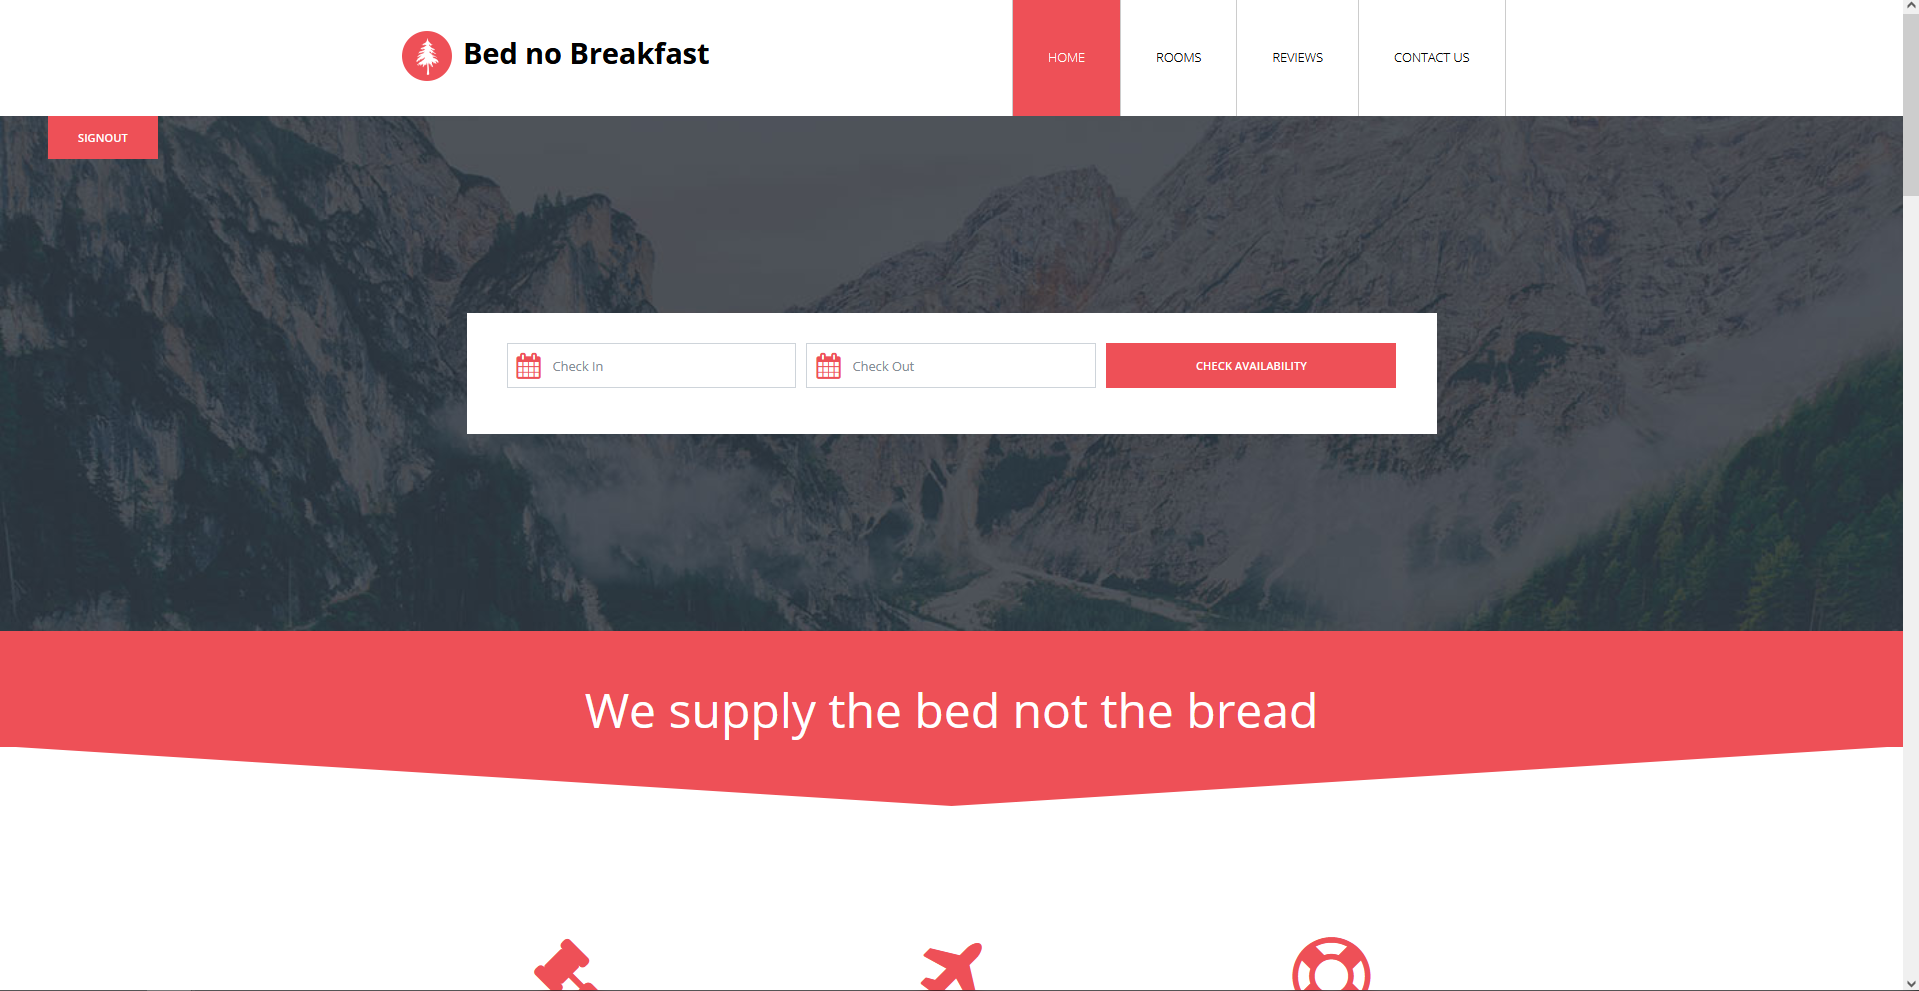 Bed no Breakfast
HOME
ROOMS
REVIEWS
CONTACT US
SIGNOUT
Check In
Check Out
CHECK AVAILABILITY
We supply the bed not the bread